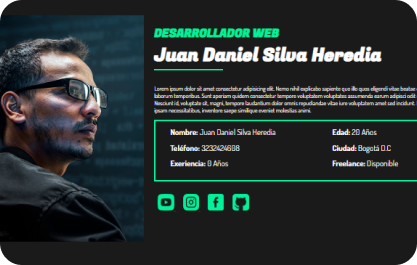 DESARROLLADOR WEB
Juan Daniel Silva Heredia
Lorem ipsum dolor sit amet consectetur adipisicing elit. Nemo nihil explicabo sapiente quo illo quas eligendi vitae beatae
laborum temporibus. Sunt aperiam quidem consectetur tempore voluptatem voluptates assumenda earum adipisci odit
Nesciunt id, voluptate sit, magni, tempore laudantium dolor omnis repudiandae vitae iure voluptatem amet sed incidunt.
ipsam necessitatibus, inventore saepe similique eveniet molestias animi.
Nombre: Juan Daniel Silva Heredia Edad: 20 Años
Teléfono: 3232424608 Ciudad: Bogotá D.C
Exeriencia: 0 Años Freelance: Disponible